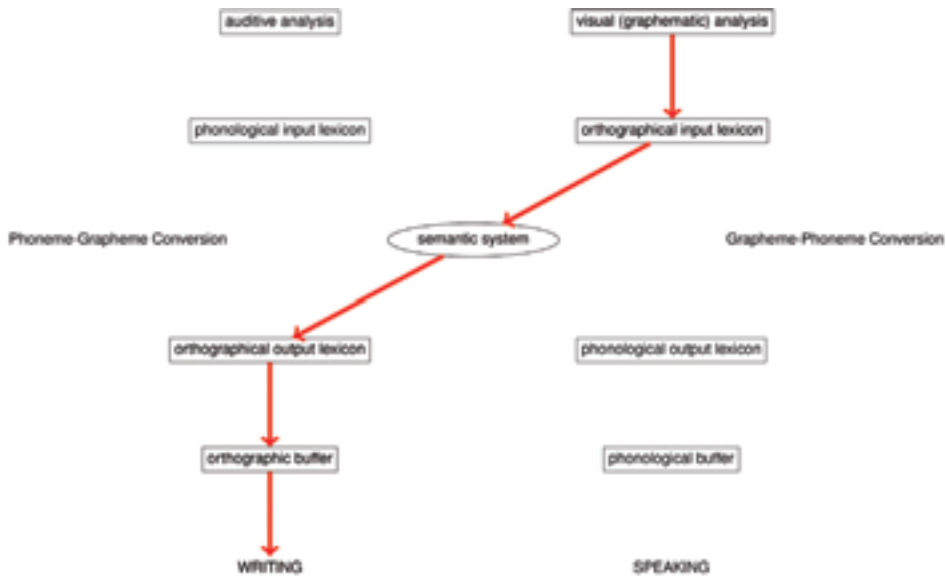 auditive analysis
visual (graphematic) analysis
phonological input lexicon
orthographical input lexicon
Phoneme-Grapheme Conversion
semantic system
Grapheme-Phoneme Conversion
orthographical output lexicon
phonological output lexicon
orthographic buffer
phonological buffer
WRITING
SPEAKING